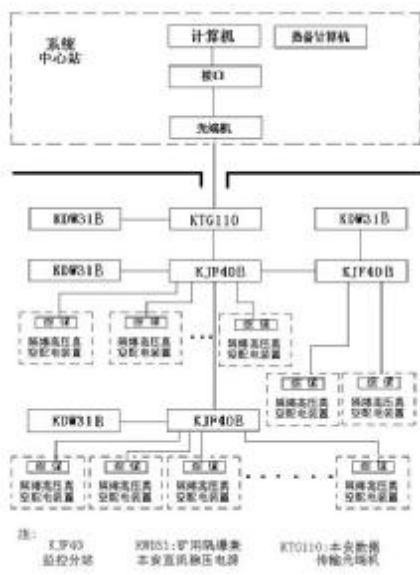 系统
中心站
计算机
热备计算机
接口
光端机
KDW31B
KTG110
KDW31B
KDW31B
KJF40B
KJF40B
隔爆高压真
空配电装置
隔爆高压真
空配电装置
隔爆高压真
空配电装置
隔爆高压真
空配电装置
隔爆高压真
空配电装置
KDW31B
KJF40B
隔爆高压真
空配电装置
隔爆高压真
空配电装置
隔爆高压真
空配电装置
隔爆高压真
空配电装置
注:
KJF40
监控分站
KDW31:矿用隔爆兼
本安直流稳压电源
KTG110:本安数据
传输光端机